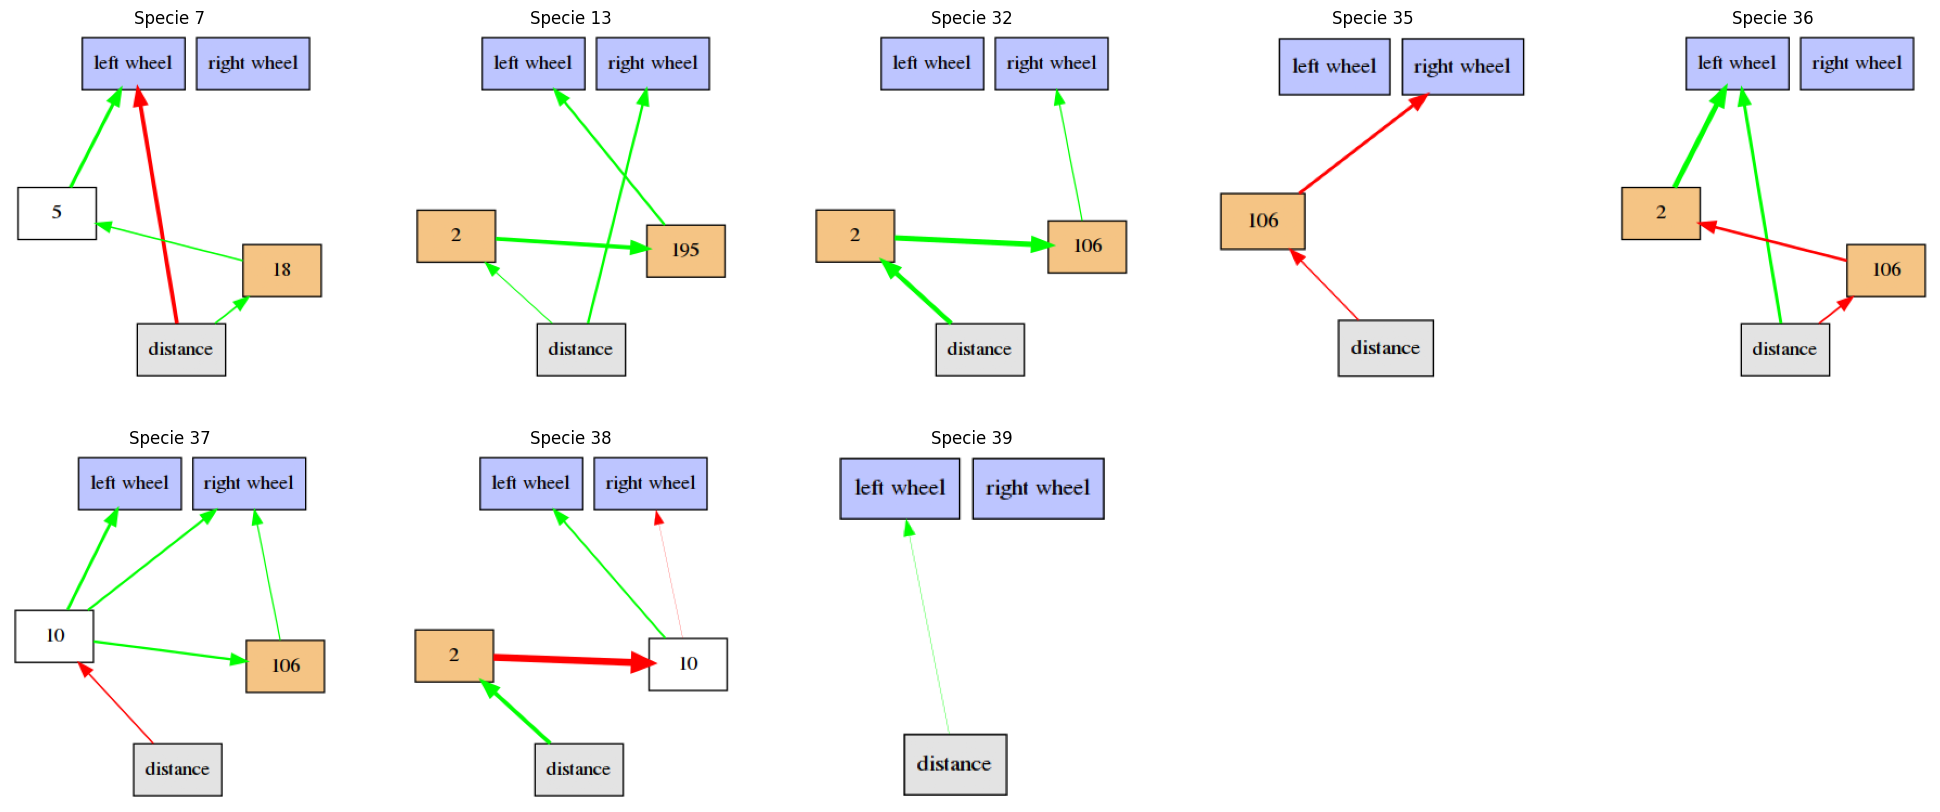 Specie 7
left wheel
right wheel
5
18
distance
Specie 13
left wheel
right wheel
2
195
distance
Specie 32
left wheel
right wheel
2
106
distance
Specie 35
left wheel
right wheel
106
distance
Specie 36
left wheel
right wheel
2
106
distance
Specie 37
left wheel
right wheel
10
106
distance
Specie 38
left wheel
right wheel
2
10
distance
Specie 39
left wheel
right wheel
distance